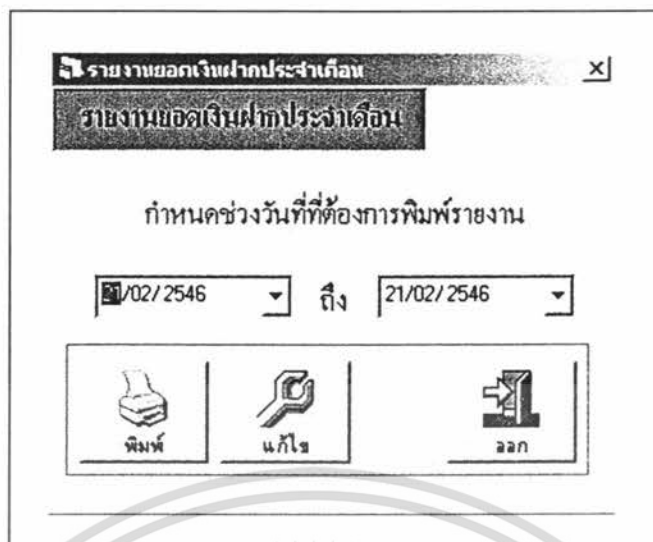 รายงานยอดเงินฝากประจำเดือน
รายงานยอดเงินฝากประจำเดือน
กำหนดช่วงวันที่ที่ต้องการพิมพ์รายงาน
/02/2546 ถึง 21/02/2546
พิมพ์ แก้ไข ออก